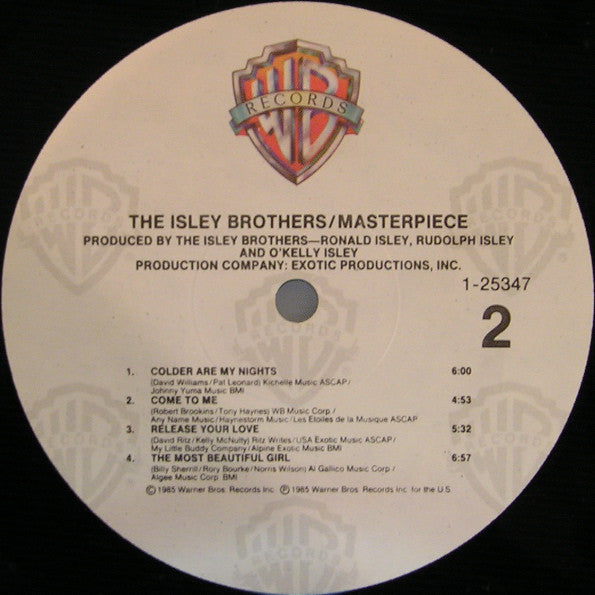 RECORDS
THE ISLEY BROTHERS/MASTERPIECE
PRODUCED BY THE ISLEY BROTHERS—RONALD ISLEY, RUDOLPH ISLEY
AND O'KELLY ISLEY
PRODUCTION COMPANY: EXOTIC PRODUCTIONS, INC.
1-25347
2
1. COLDER ARE MY NIGHTS 6:00
(David Williams/Pat Leonard) Kichelle Music ASCAP/
Johnny Yuma Music BMI
2. COME TO ME 4:53
(Robert Brookins/Tony Haynes) WB Music Corp./
Any Name Music/Haynestorm Music/Les Etoiles de la Musique ASCAP
3. RELEASE YOUR LOVE 5:32
(David Ritz/Kelly McNulty) Ritz Writes/USA Exotic Music ASCAP/
My Little Buddy Company/Alpine Exotic Music BMI
4. THE MOST BEAUTIFUL GIRL 6:57
(Billy Sherrill/Rory Bourke/Norris Wilson) Al Gallico Music Corp/
Algee Music Corp. BMI
© 1985 Warner Bros. Records Inc. ℗ 1985 Warner Bros. Records Inc. for the U.S.